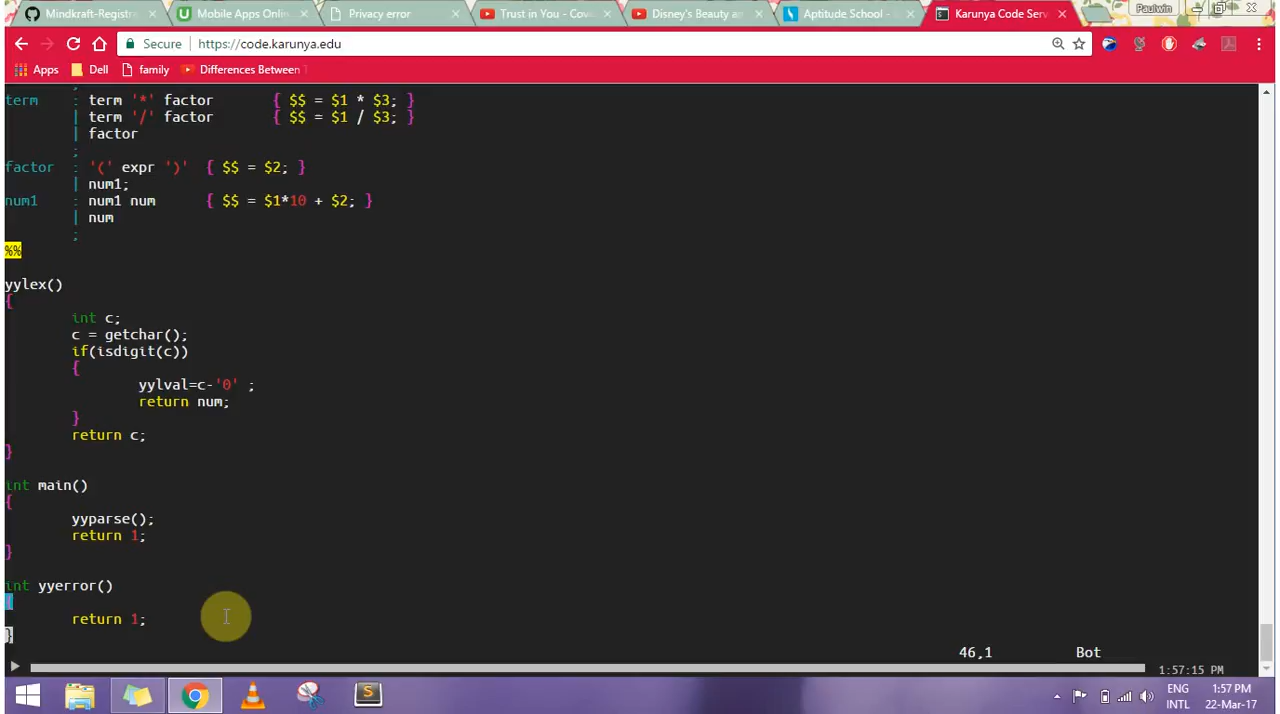 Mindkraft-Registra
Mobile Apps Onlin
Privacy error
Trust in You - Cov
Disney's Beauty an
Aptitude School -
Karunya Code Serv
Paulwin
Secure
https://code.karunya.edu
Apps
Dell
family
Differences Between
;
term : term '*' factor { $$ = $1 * $3; }
| term '/' factor { $$ = $1 / $3; }
| factor
;
factor : '(' expr ')' { $$ = $2; }
| num1;
num1 : num1 num { $$ = $1*10 + $2; }
| num
;
%%
yylex()
{
int c;
c = getchar();
if(isdigit(c))
{
yylval=c-'0' ;
return num;
}
return c;
}
int main()
{
yyparse();
return 1;
}
int yyerror()
{
return 1;
}
46,1 Bot
1:57:15 PM
ENG
INTL
1:57 PM
22-Mar-17